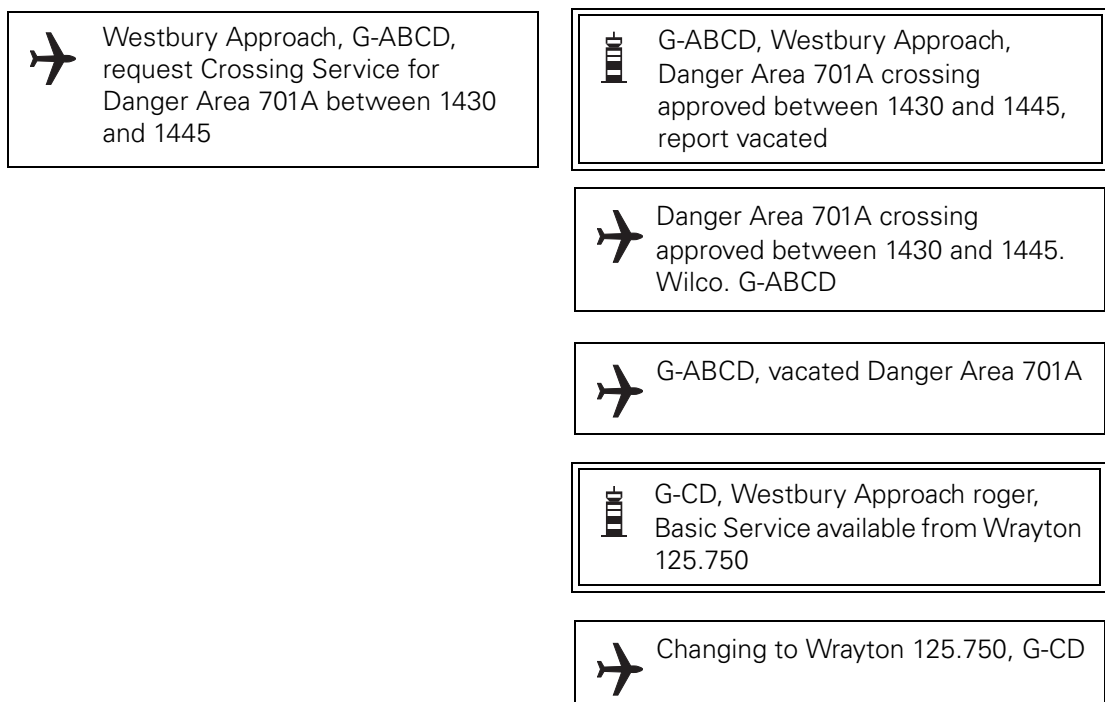 Westbury Approach, G-ABCD,
request Crossing Service for
Danger Area 701A between 1430
and 1445
G-ABCD, Westbury Approach,
Danger Area 701A crossing
approved between 1430 and 1445,
report vacated
Danger Area 701A crossing
approved between 1430 and 1445.
Wilco. G-ABCD
G-ABCD, vacated Danger Area 701A
G-CD, Westbury Approach roger,
Basic Service available from Wrayton
125.750
Changing to Wrayton 125.750, G-CD